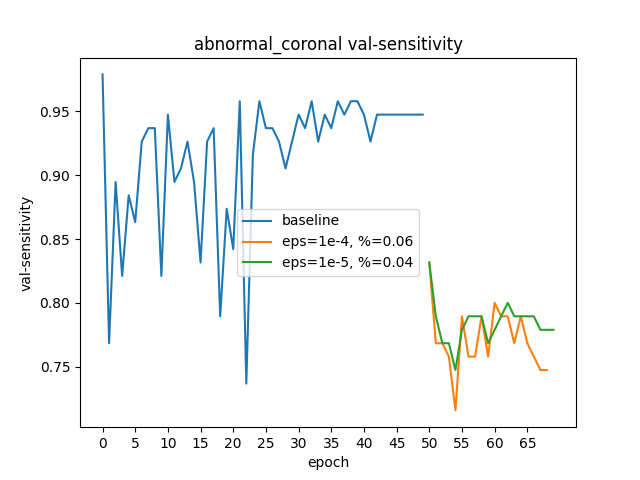 abnormal_coronal val-sensitivity
0.95
0.90
0.85
0.80
0.75
val-sensitivity
baseline
eps=1e-4, %=0.06
eps=1e-5, %=0.04
0 5 10 15 20 25 30 35 40 45 50 55 60 65
epoch